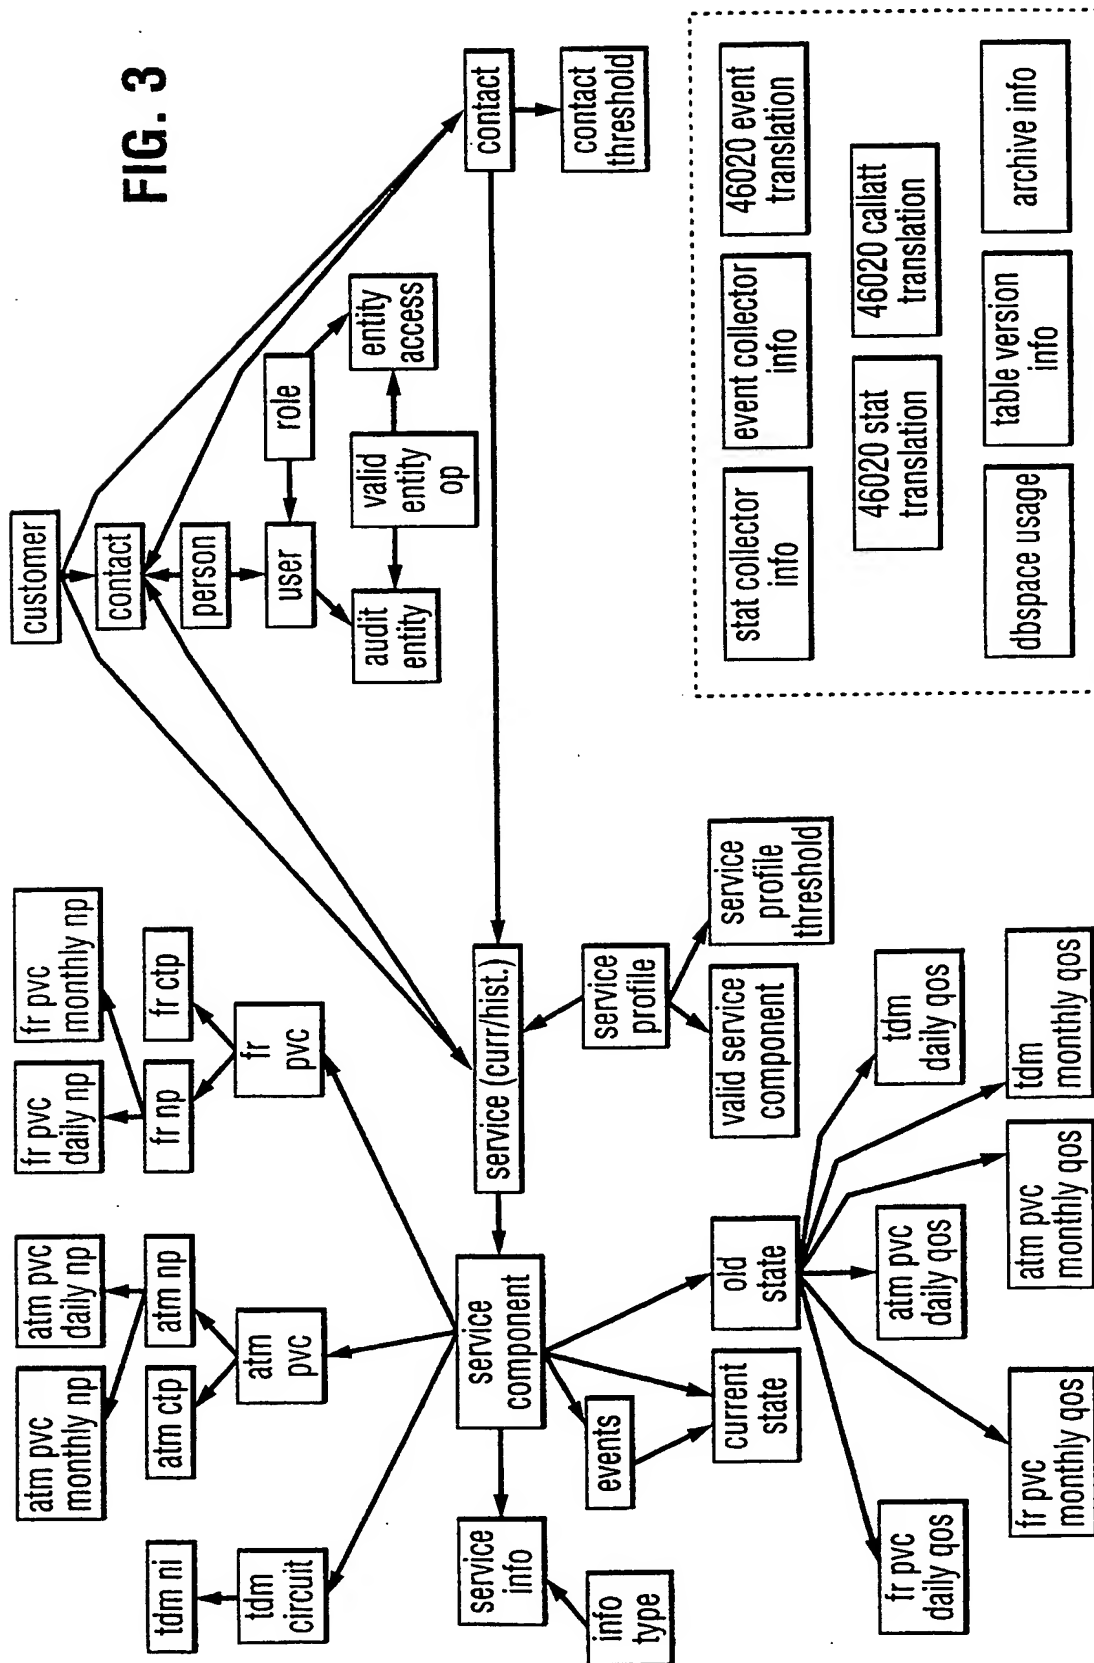 FIG. 3
customer
contact
person
user
role
audit
entity
valid
entity
op
entity
access
contact
contact
threshold
tdm ni
tdm
circuit
atm pvc
monthly np
atm pvc
daily np
atm ctp
atm np
atm
pvc
fr pvc
daily np
fr pvc
monthly np
fr np
fr ctp
fr
pvc
service
info
info
type
service
component
service (curr/hist.)
events
current
state
old
state
service
profile
valid service
component
service
profile
threshold
fr pvc
daily qos
fr pvc
monthly qos
atm pvc
daily qos
atm pvc
monthly qos
tdm
daily qos
tdm
monthly qos
stat collector
info
event collector
info
46020 event
translation
46020 stat
translation
46020 callatt
translation
dbspace usage
table version
info
archive info